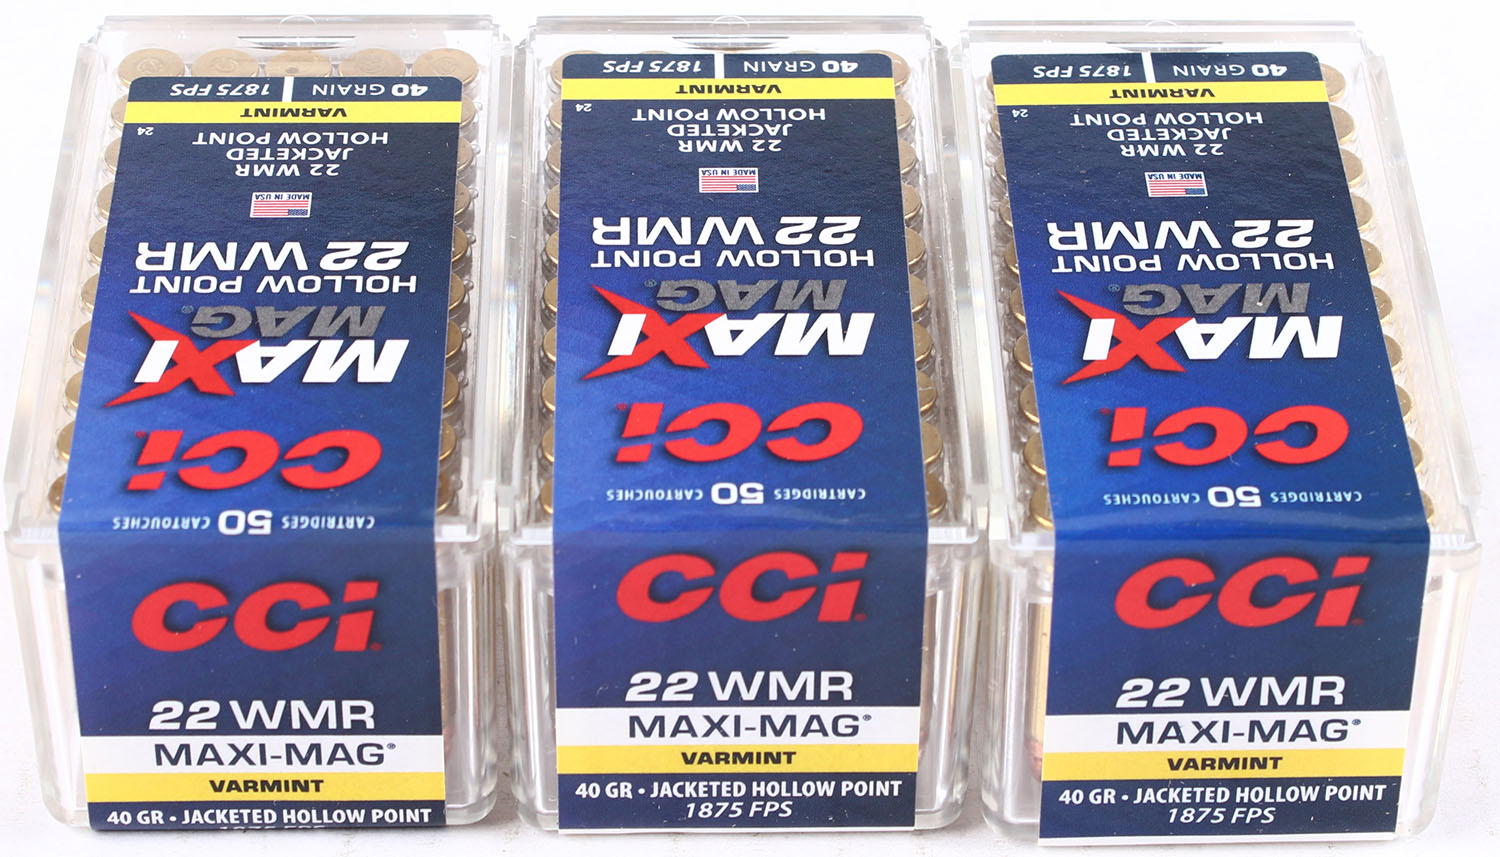 40 GRAIN | 1875 FPS
VARMINT
24
22 WMR
JACKETED
HOLLOW POINT
MADE IN USA
22 WMR
HOLLOW POINT
MAXI
MAG®
CCI
50 CARTRIDGES CARTOUCHES
CCI
22 WMR
MAXI-MAG®
VARMINT
40 GR • JACKETED HOLLOW POINT
1875 FPS
40 GRAIN | 1875 FPS
VARMINT
24
22 WMR
JACKETED
HOLLOW POINT
MADE IN USA
22 WMR
HOLLOW POINT
MAXI
MAG®
CCI
50 CARTRIDGES CARTOUCHES
CCI
22 WMR
MAXI-MAG®
VARMINT
40 GR • JACKETED HOLLOW POINT
1875 FPS
40 GRAIN | 1875 FPS
VARMINT
24
22 WMR
JACKETED
HOLLOW POINT
MADE IN USA
22 WMR
HOLLOW POINT
MAXI
MAG®
CCI
50 CARTRIDGES CARTOUCHES
CCI
22 WMR
MAXI-MAG®
VARMINT
40 GR • JACKETED HOLLOW POINT
1875 FPS